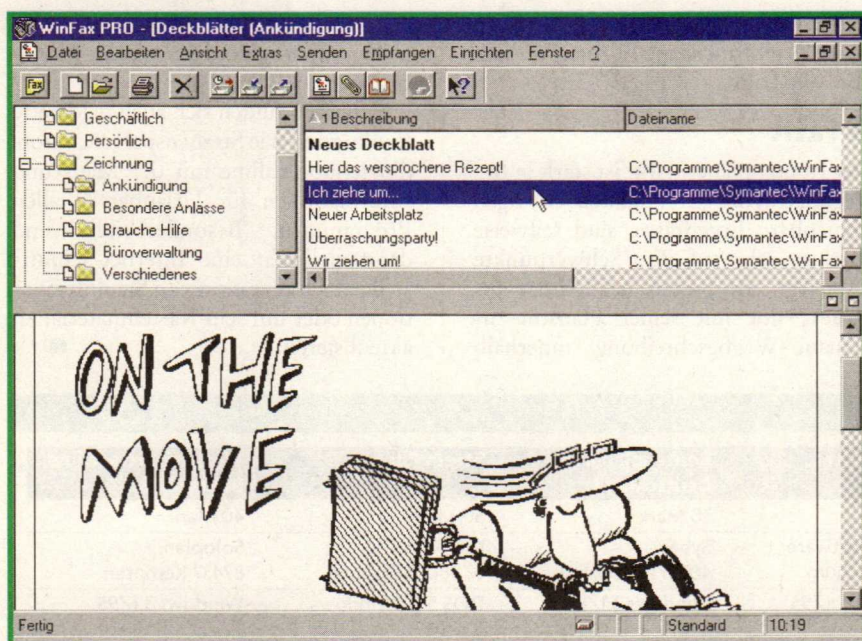 WinFax PRO - [Deckblätter (Ankündigung)]
Datei Bearbeiten Ansicht Extras Senden Empfangen Einrichten Fenster ?
Fax
Geschäftlich
Persönlich
Zeichnung
Ankündigung
Besondere Anlässe
Brauche Hilfe
Büroverwaltung
Verschiedenes
1 Beschreibung Dateiname
Neues Deckblatt
Hier das versprochene Rezept! C:\Programme\Symantec\WinFax
Ich ziehe um... C:\Programme\Symantec\WinFax
Neuer Arbeitsplatz C:\Programme\Symantec\WinFax
Überraschungsparty! C:\Programme\Symantec\WinFax
Wir ziehen um! C:\Programme\Symantec\WinFax
ON THE
MOVE
Fertig Standard 10:19